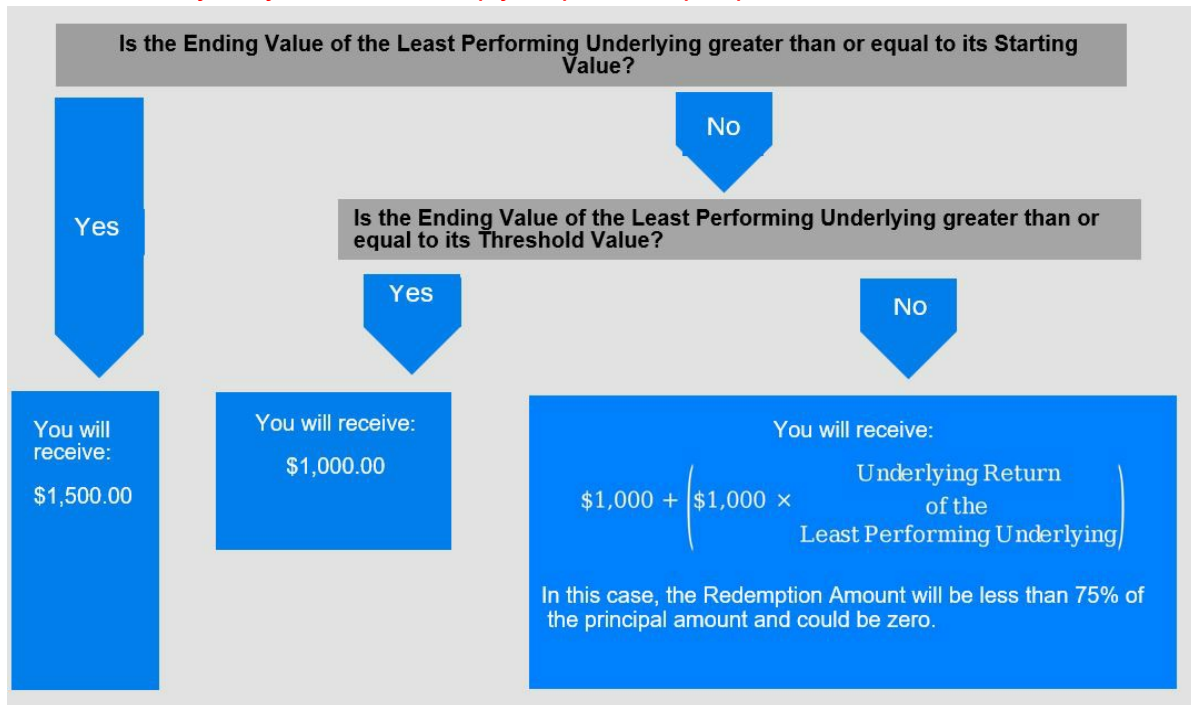 Is the Ending Value of the Least Performing Underlying greater than or equal to its Starting
Value?
No
Yes
Is the Ending Value of the Least Performing Underlying greater than or
equal to its Threshold Value?
Yes
No
You will
receive:
$1,500.00
You will receive:
$1,000.00
You will receive:
$1,000 + ($1,000 × Underlying Return
of the
Least Performing Underlying)
In this case, the Redemption Amount will be less than 75% of
the principal amount and could be zero.